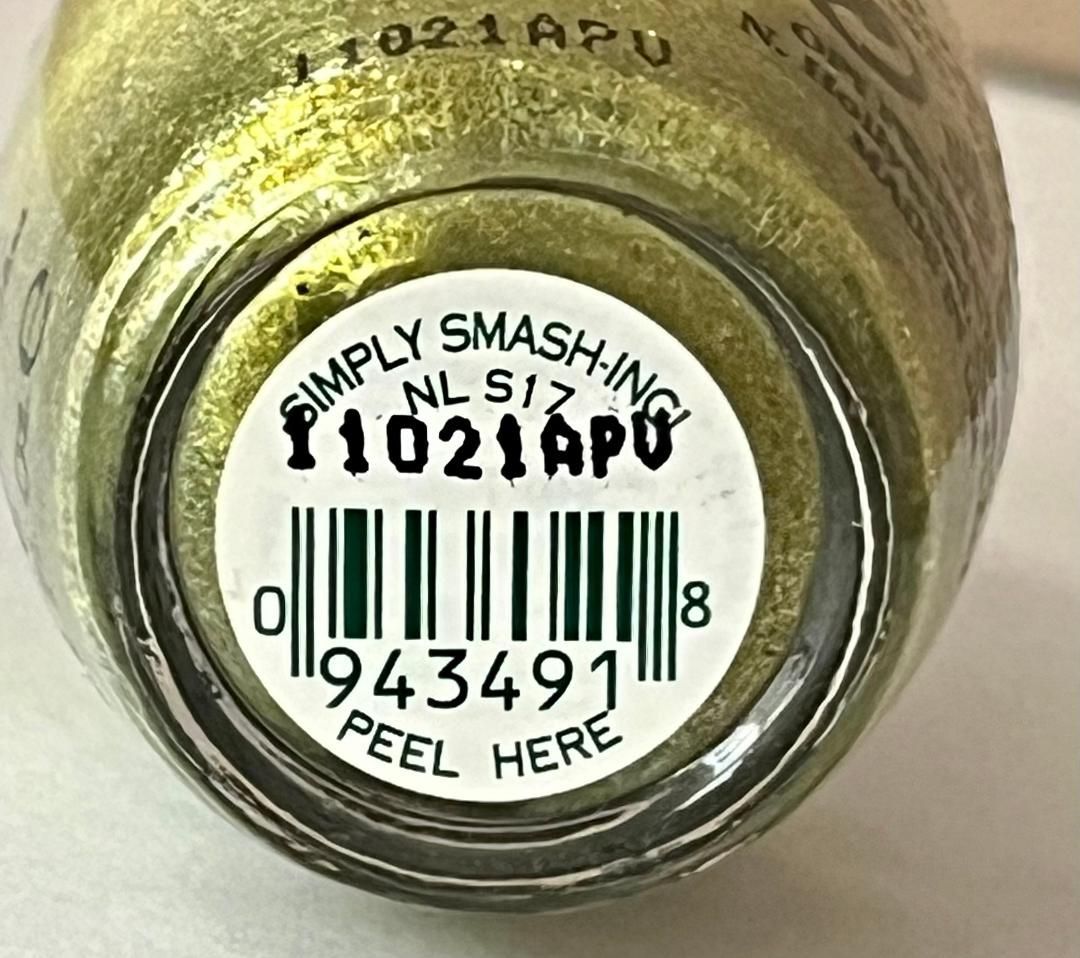 11021APU
SIMPLY SMASH-ING!
NL S17
11021APU
0 943491 8
PEEL HERE